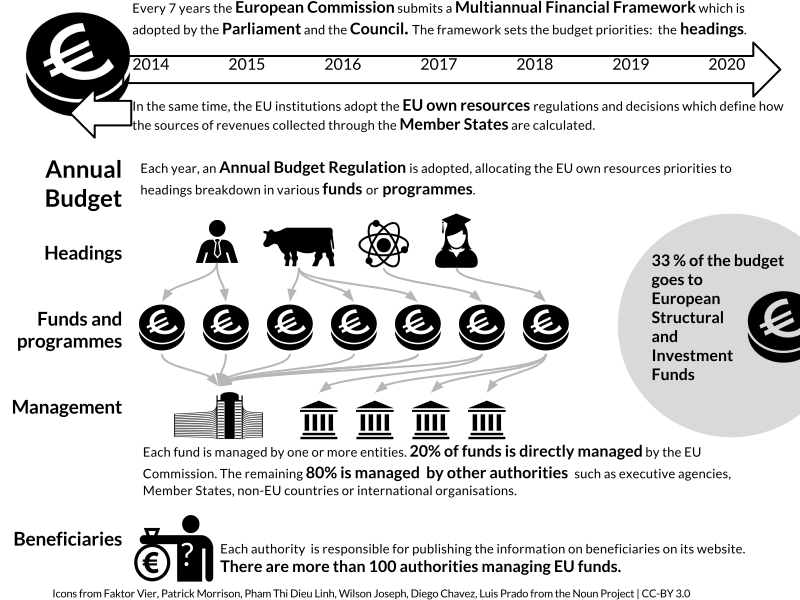 Every 7 years the European Commission submits a Multiannual Financial Framework which is
adopted by the Parliament and the Council. The framework sets the budget priorities: the headings.
2014 2015 2016 2017 2018 2019 2020
In the same time, the EU institutions adopt the EU own resources regulations and decisions which define how
the sources of revenues collected through the Member States are calculated.
Annual
Budget
Each year, an Annual Budget Regulation is adopted, allocating the EU own resources priorities to
headings breakdown in various funds or programmes.
Headings
33 % of the budget
goes to
European
Structural
and
Investment
Funds
Funds and
programmes
Management
Each fund is managed by one or more entities. 20% of funds is directly managed by the EU
Commission. The remaining 80% is managed by other authorities such as executive agencies,
Member States, non-EU countries or international organisations.
Beneficiaries
?
Each authority is responsible for publishing the information on beneficiaries on its website.
There are more than 100 authorities managing EU funds.
Icons from Faktor Vier, Patrick Morrison, Pham Thi Dieu Linh, Wilson Joseph, Diego Chavez, Luis Prado from the Noun Project | CC-BY 3.0